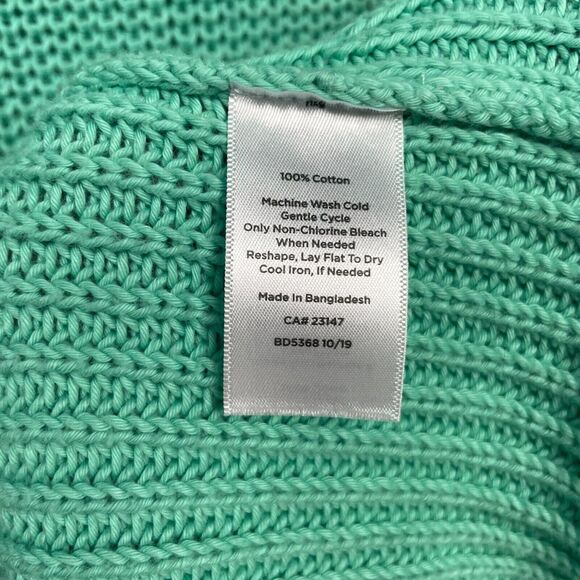 100% Cotton
Machine Wash Cold
Gentle Cycle
Only Non-Chlorine Bleach
When Needed
Reshape, Lay Flat To Dry
Cool Iron, If Needed
Made In Bangladesh
CA# 23147
BD5368 10/19